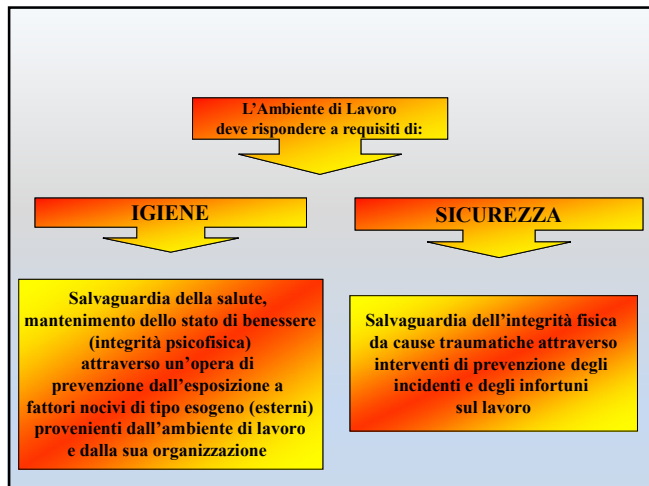 L'Ambiente di Lavoro
deve rispondere a requisiti di:
IGIENE
SICUREZZA
Salvaguardia della salute,
mantenimento dello stato di benessere
(integrità psicofisica)
attraverso un'opera di
prevenzione dall'esposizione a
fattori nocivi di tipo esogeno (esterni)
provenienti dall'ambiente di lavoro
e dalla sua organizzazione
Salvaguardia dell'integrità fisica
da cause traumatiche attraverso
interventi di prevenzione degli
incidenti e degli infortuni
sul lavoro